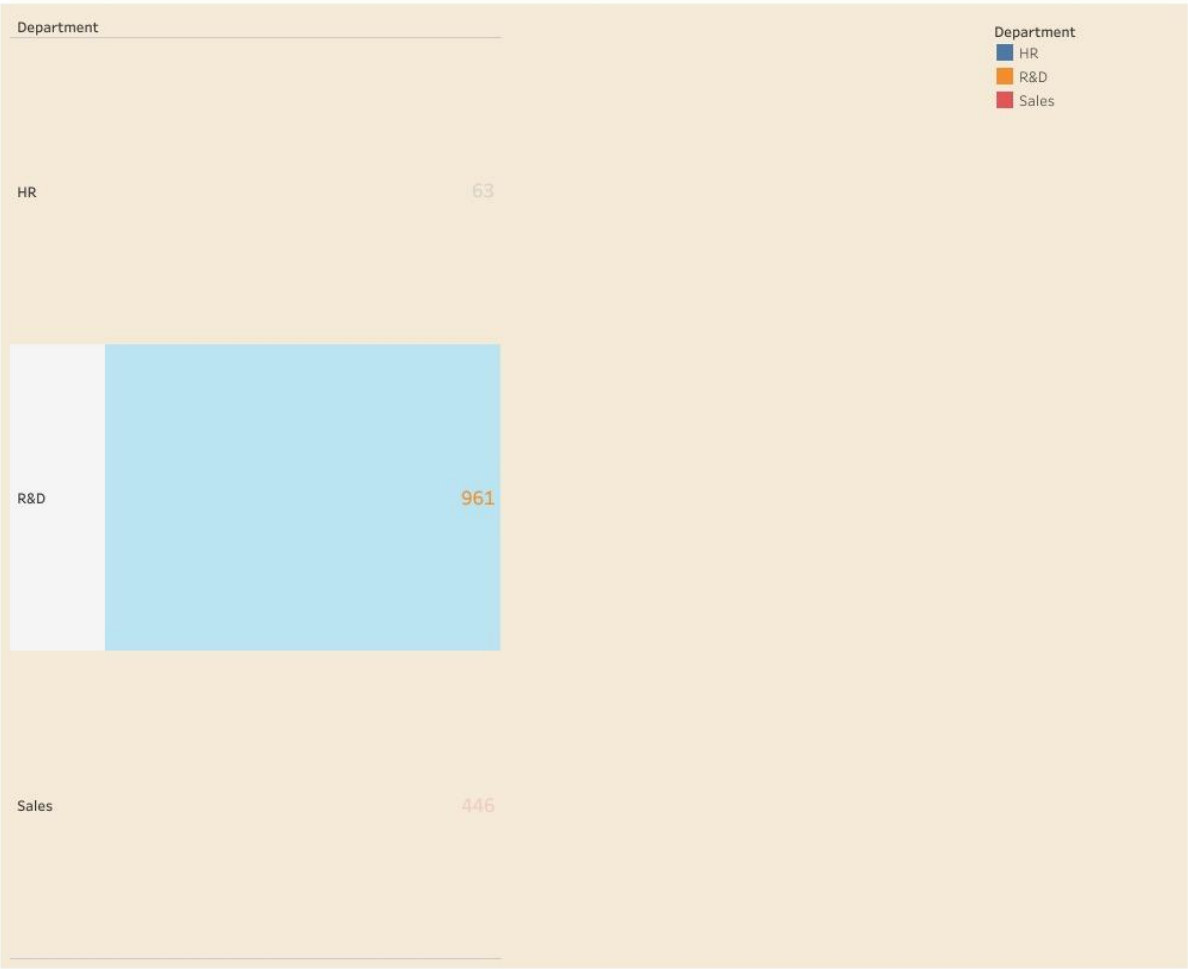 Department
HR 63
R&D 961
Sales 446
Department
HR
R&D
Sales